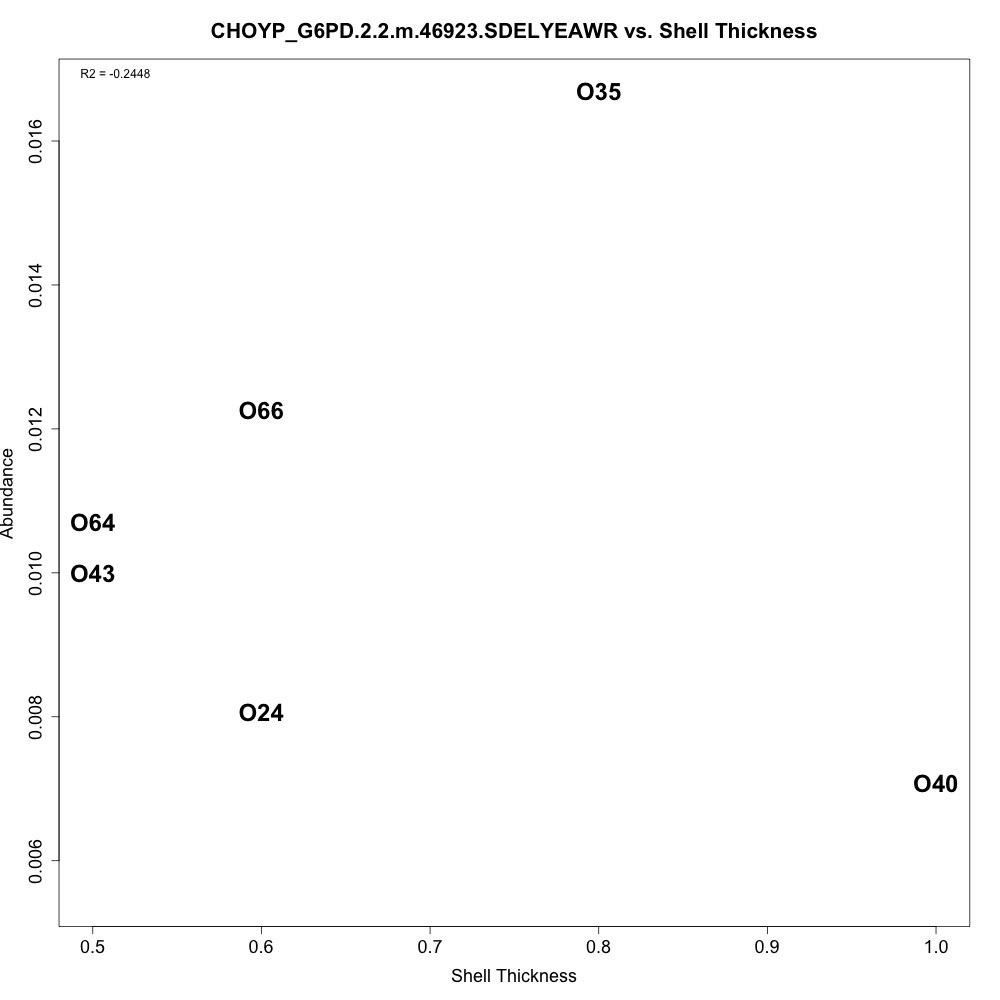 CHOYP_G6PD.2.2.m.46923.SDELYEAWR vs. Shell Thickness
R2 = -0.2448
O35
0.016
0.014
O66
0.012
Abundance
O64
O43
0.010
O24
0.008
O40
0.006
0.5 0.6 0.7 0.8 0.9 1.0
Shell Thickness